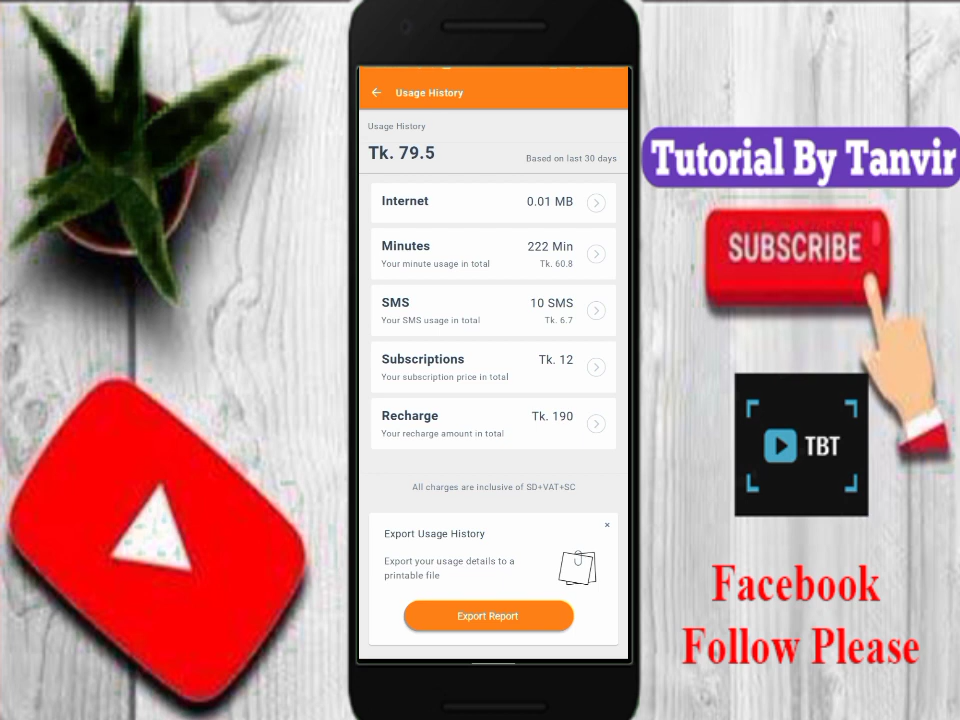 Usage History
Usage History
Tk. 79.5
Based on last 30 days
Internet
0.01 MB
Minutes
222 Min
Your minute usage in total
Tk. 60.8
SMS
10 SMS
Your SMS usage in total
Tk. 6.7
Subscriptions
Tk. 12
Your subscription price in total
Recharge
Tk. 190
Your recharge amount in total
All charges are inclusive of SD+VAT+SC
Export Usage History
Export your usage details to a
printable file
Export Report
Tutorial By Tanvir
SUBSCRIBE
TBT
Facebook
Follow Please